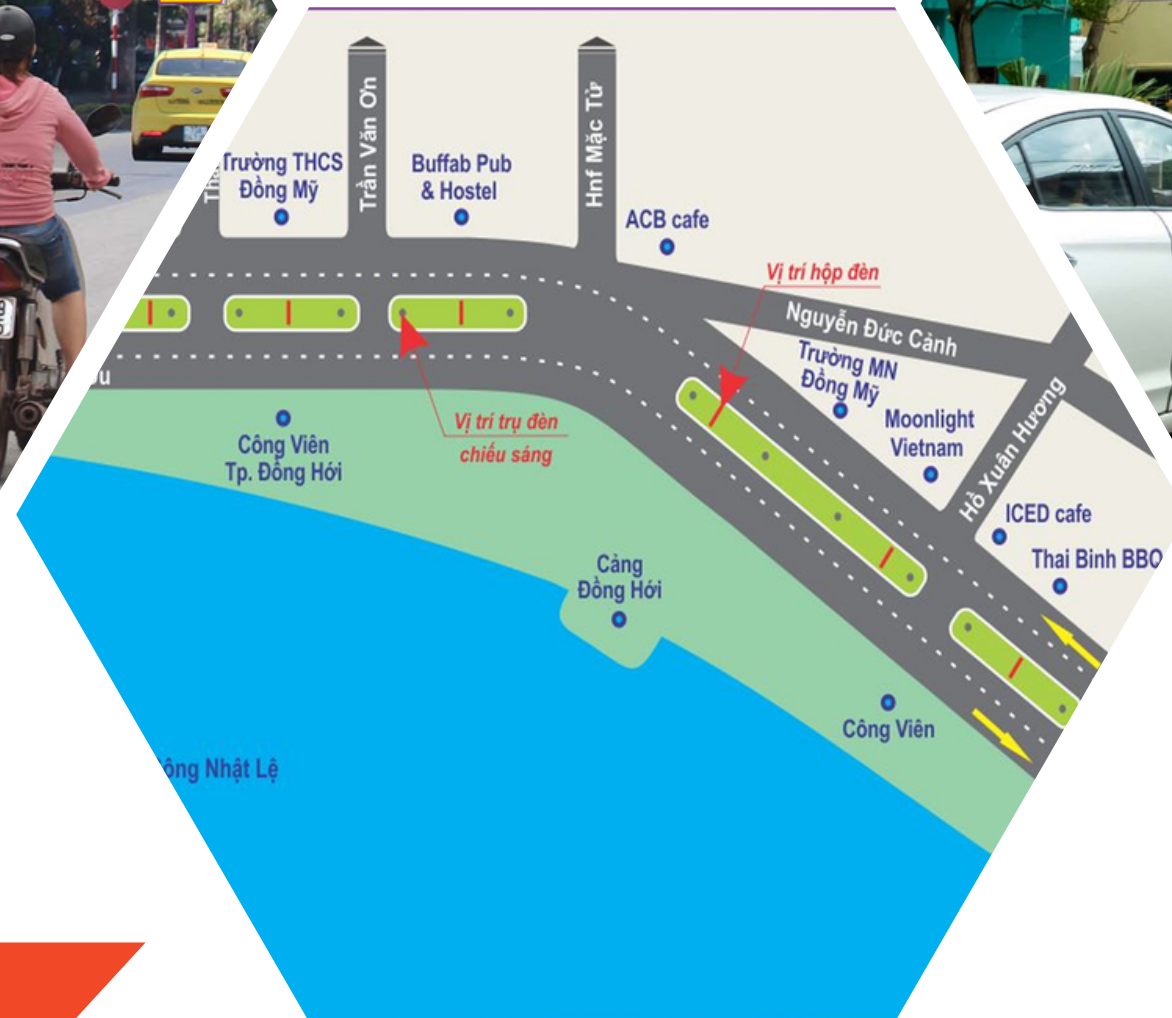 Trần Văn Ơn
Hnf Mặc Tử
Trường THCS
Đồng Mỹ
Buffab Pub
& Hostel
ACB cafe
Vị trí hộp đèn
Nguyễn Đức Cảnh
Trường MN
Đồng Mỹ
Moonlight
Vietnam
Hồ Xuân Hương
Vị trí trụ đèn
chiếu sáng
Công Viên
Tp. Đồng Hới
ICED cafe
Thai Binh BBQ
Cảng
Đồng Hới
Công Viên
ông Nhật Lệ